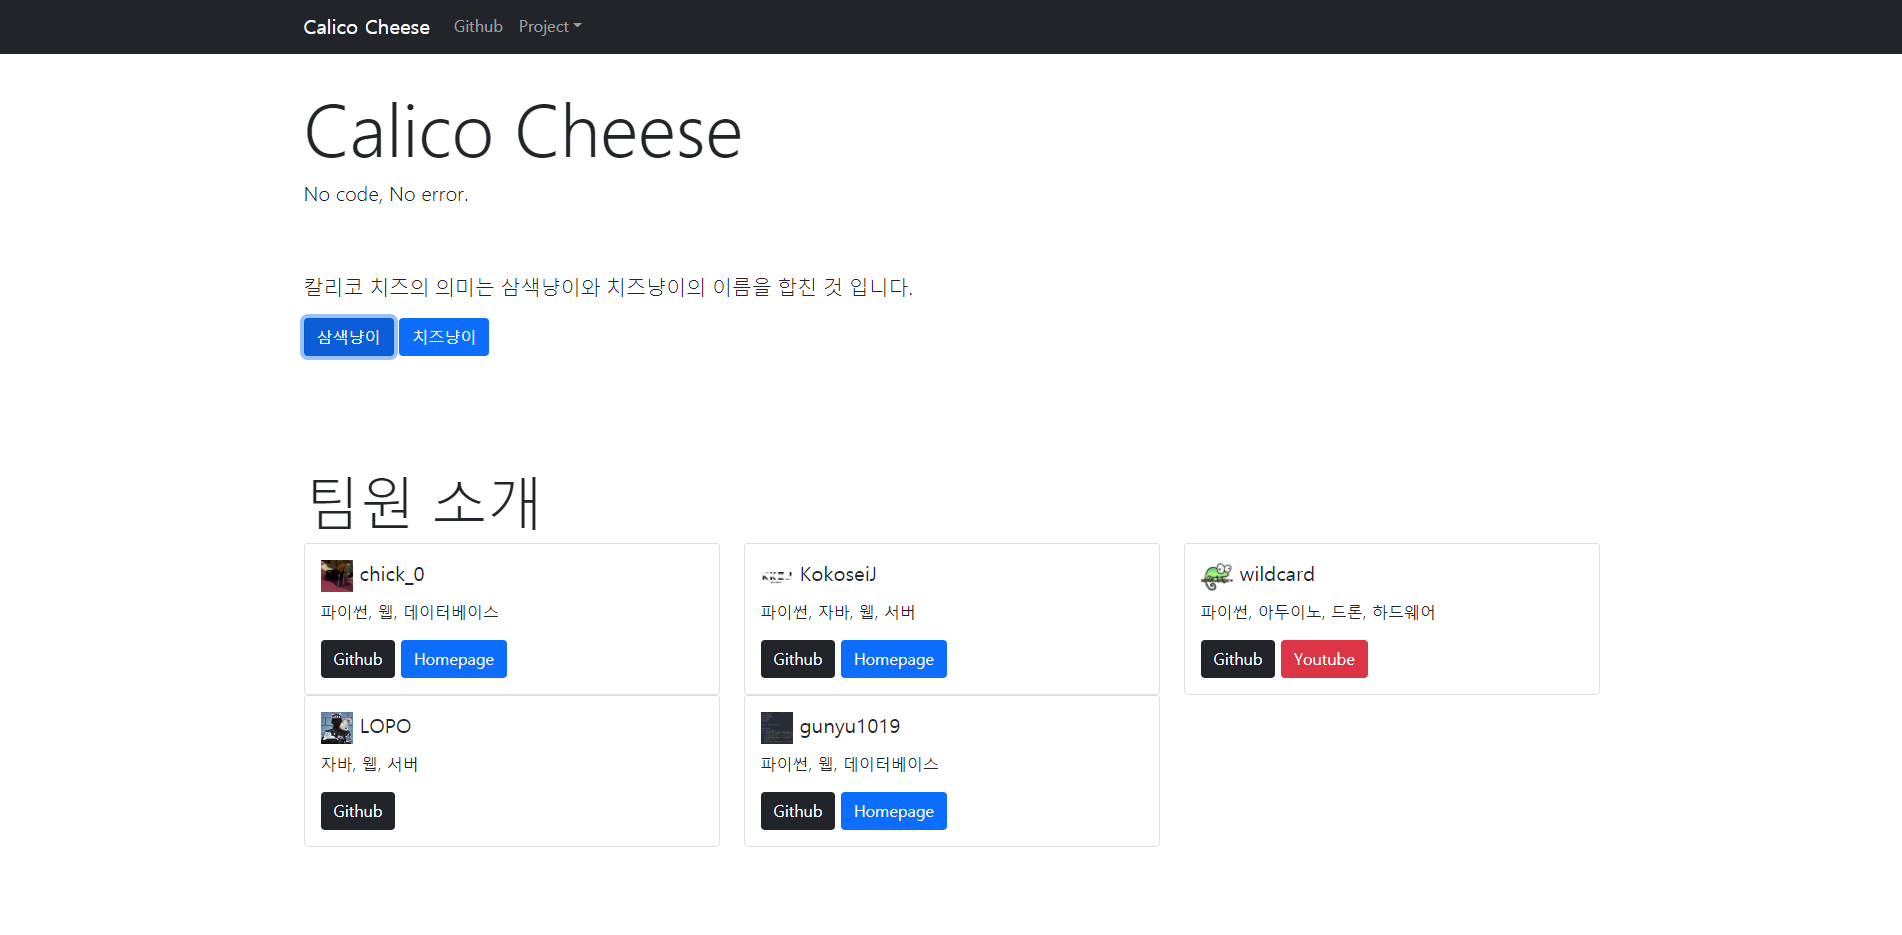 Calico Cheese Github Project
Calico Cheese
No code, No error.
칼리코 치즈의 의미는 삼색냥이와 치즈냥이의 이름을 합친 것 입니다.
삼색냥이 치즈냥이
팀원 소개
chick_0
파이썬, 웹, 데이터베이스
Github Homepage
KokoseiJ
파이썬, 자바, 웹, 서버
Github Homepage
wildcard
파이썬, 아두이노, 드론, 하드웨어
Github Youtube
LOPO
자바, 웹, 서버
Github
gunyu1019
파이썬, 웹, 데이터베이스
Github Homepage